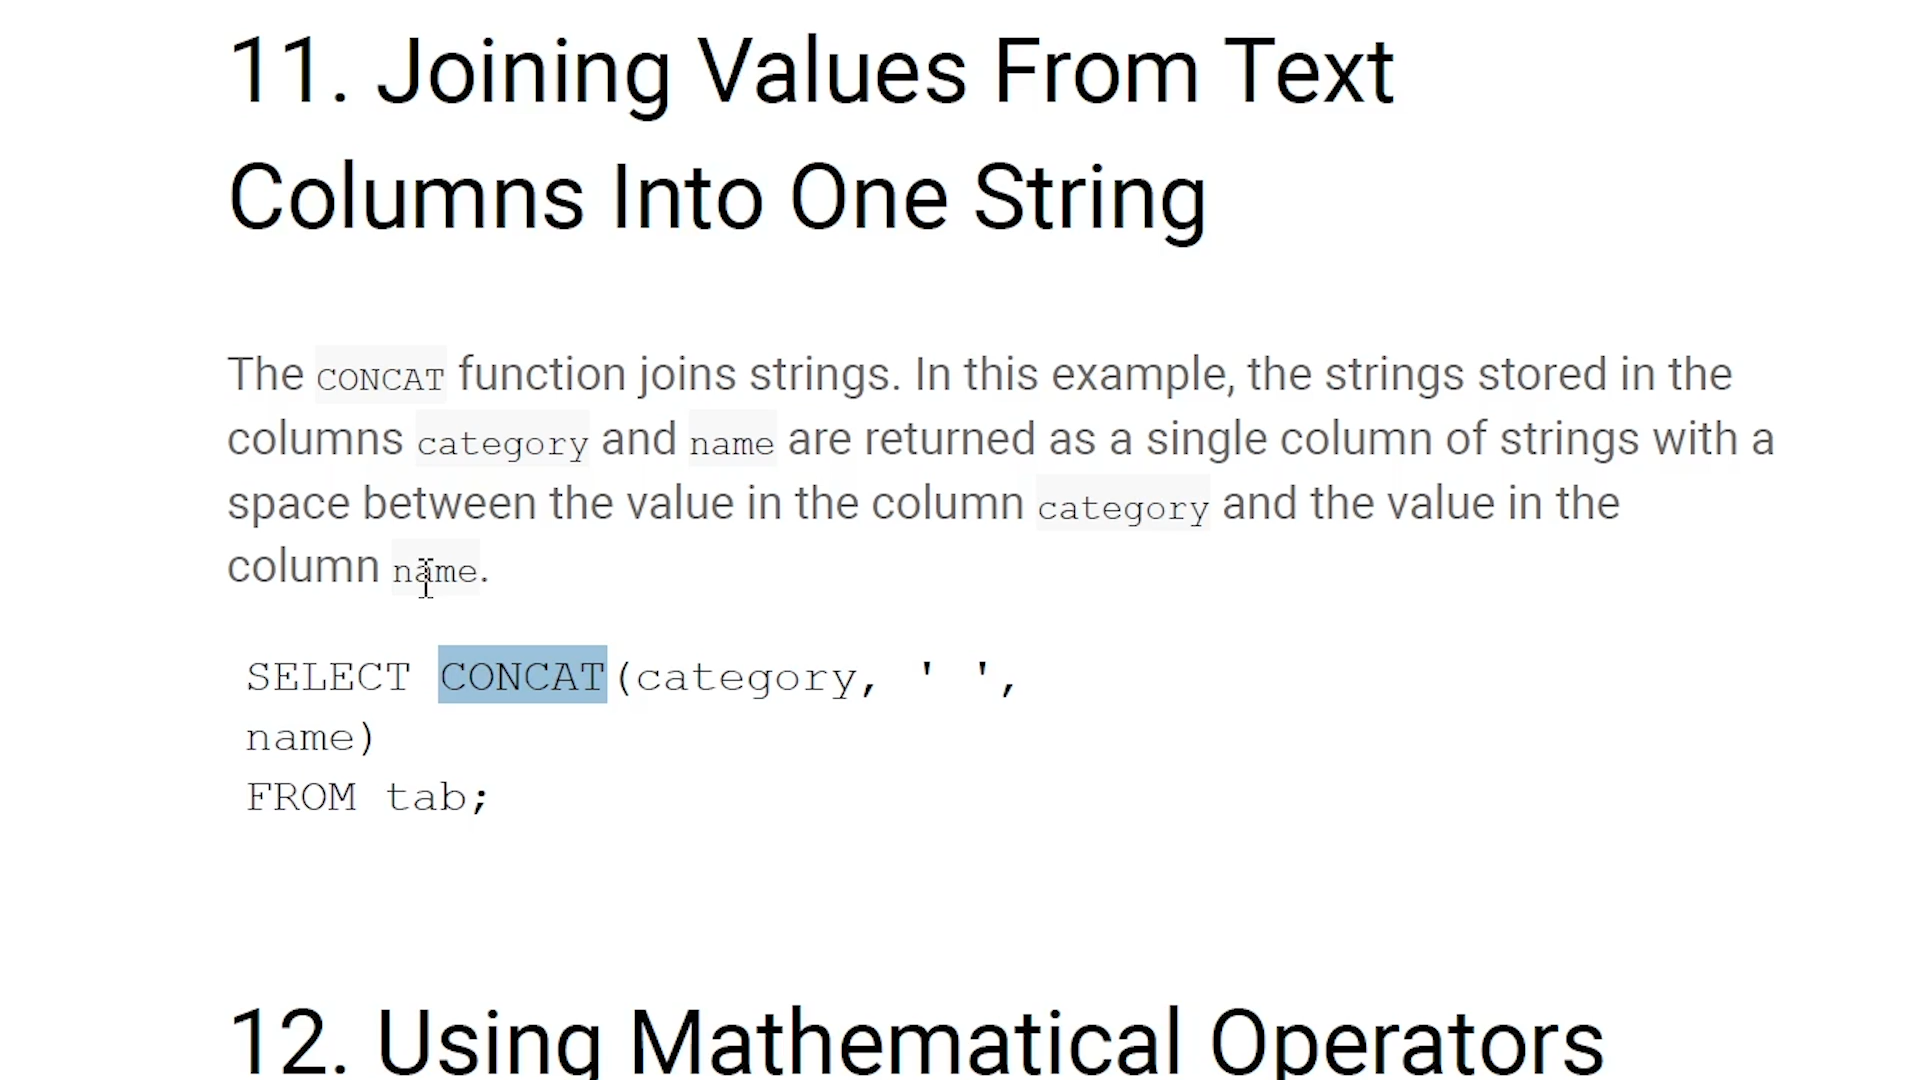 11. Joining Values From Text
Columns Into One String
The CONCAT function joins strings. In this example, the strings stored in the
columns category and name are returned as a single column of strings with a
space between the value in the column category and the value in the
column name.
SELECT CONCAT(category, ' ',
name)
FROM tab;
12. Using Mathematical Operators